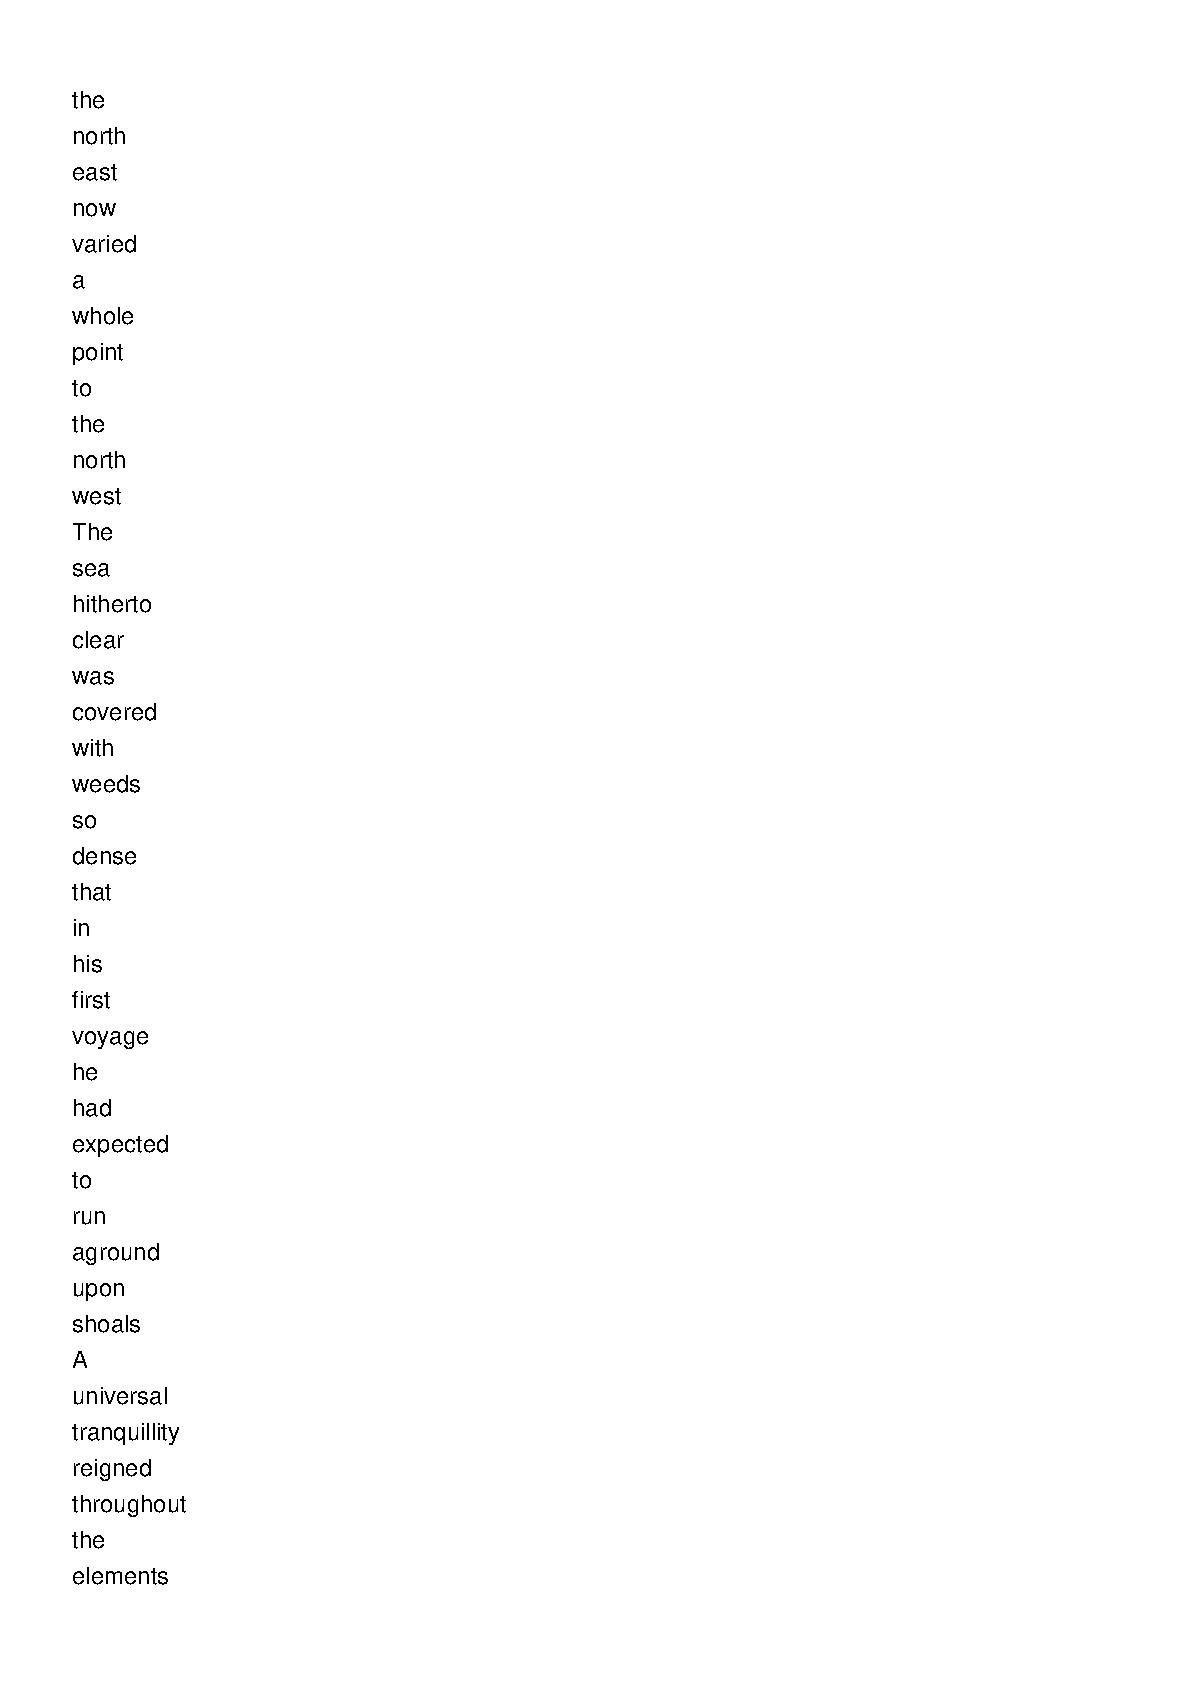 the
north
east
now
varied
a
whole
point
to
the
north
west
The
sea
hitherto
clear
was
covered
with
weeds
so
dense
that
in
his
first
voyage
he
had
expected
to
run
aground
upon
shoals
A
universal
tranquillity
reigned
throughout
the
elements